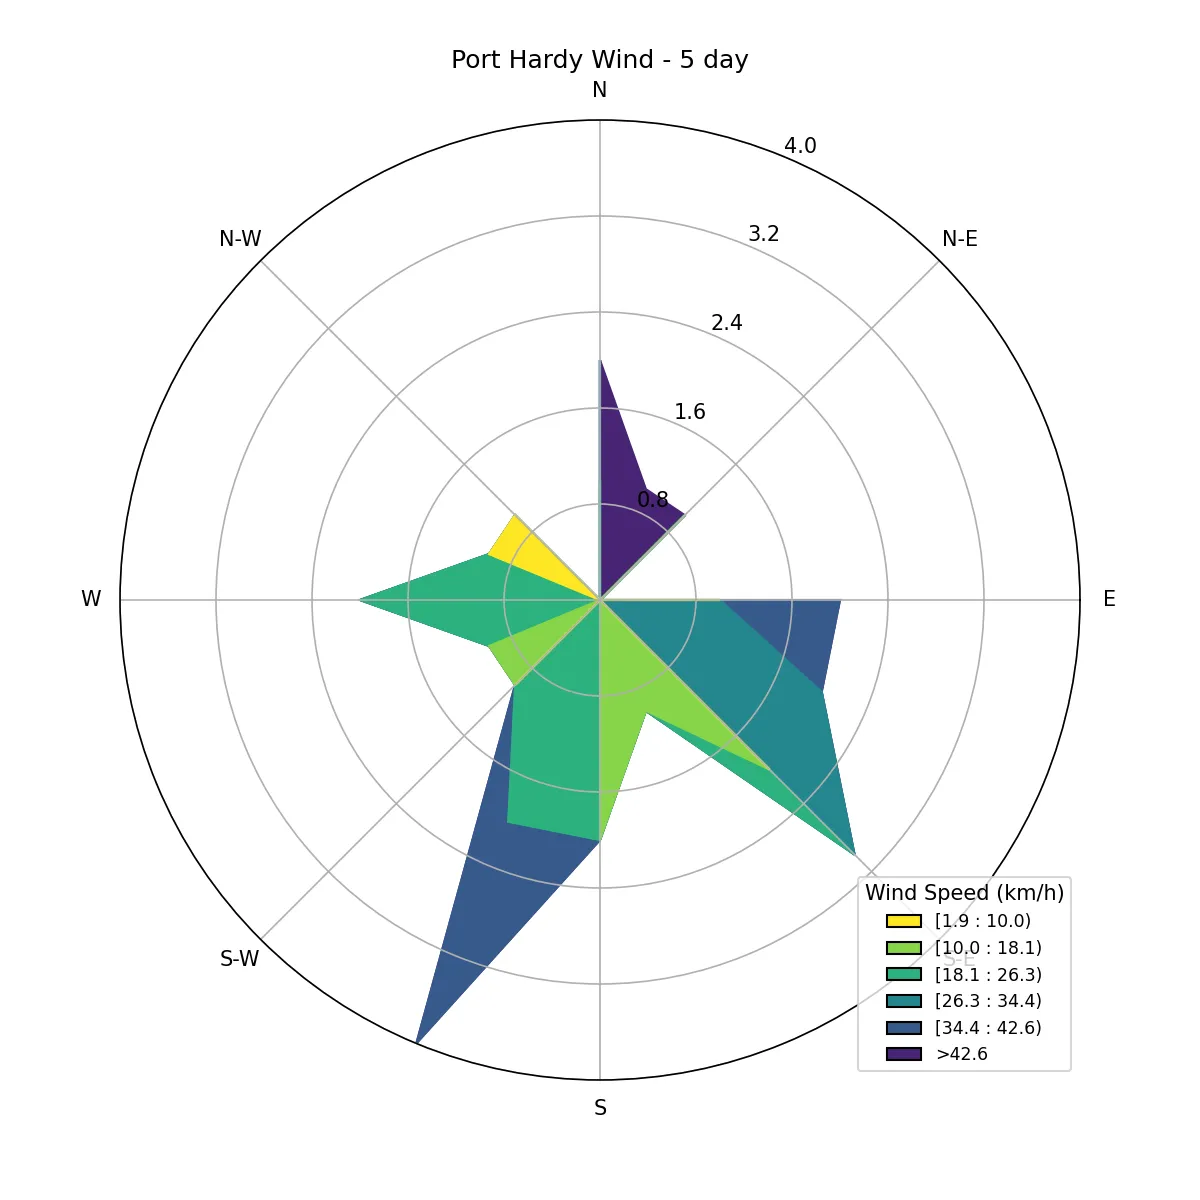 Port Hardy Wind - 5 day
N
4.0
N-W
3.2
N-E
2.4
1.6
0.8
W
E
Wind Speed (km/h)
[1.9 : 10.0)
[10.0 : 18.1)
S-W
S-E
[18.1 : 26.3)
[26.3 : 34.4)
[34.4 : 42.6)
>42.6
S